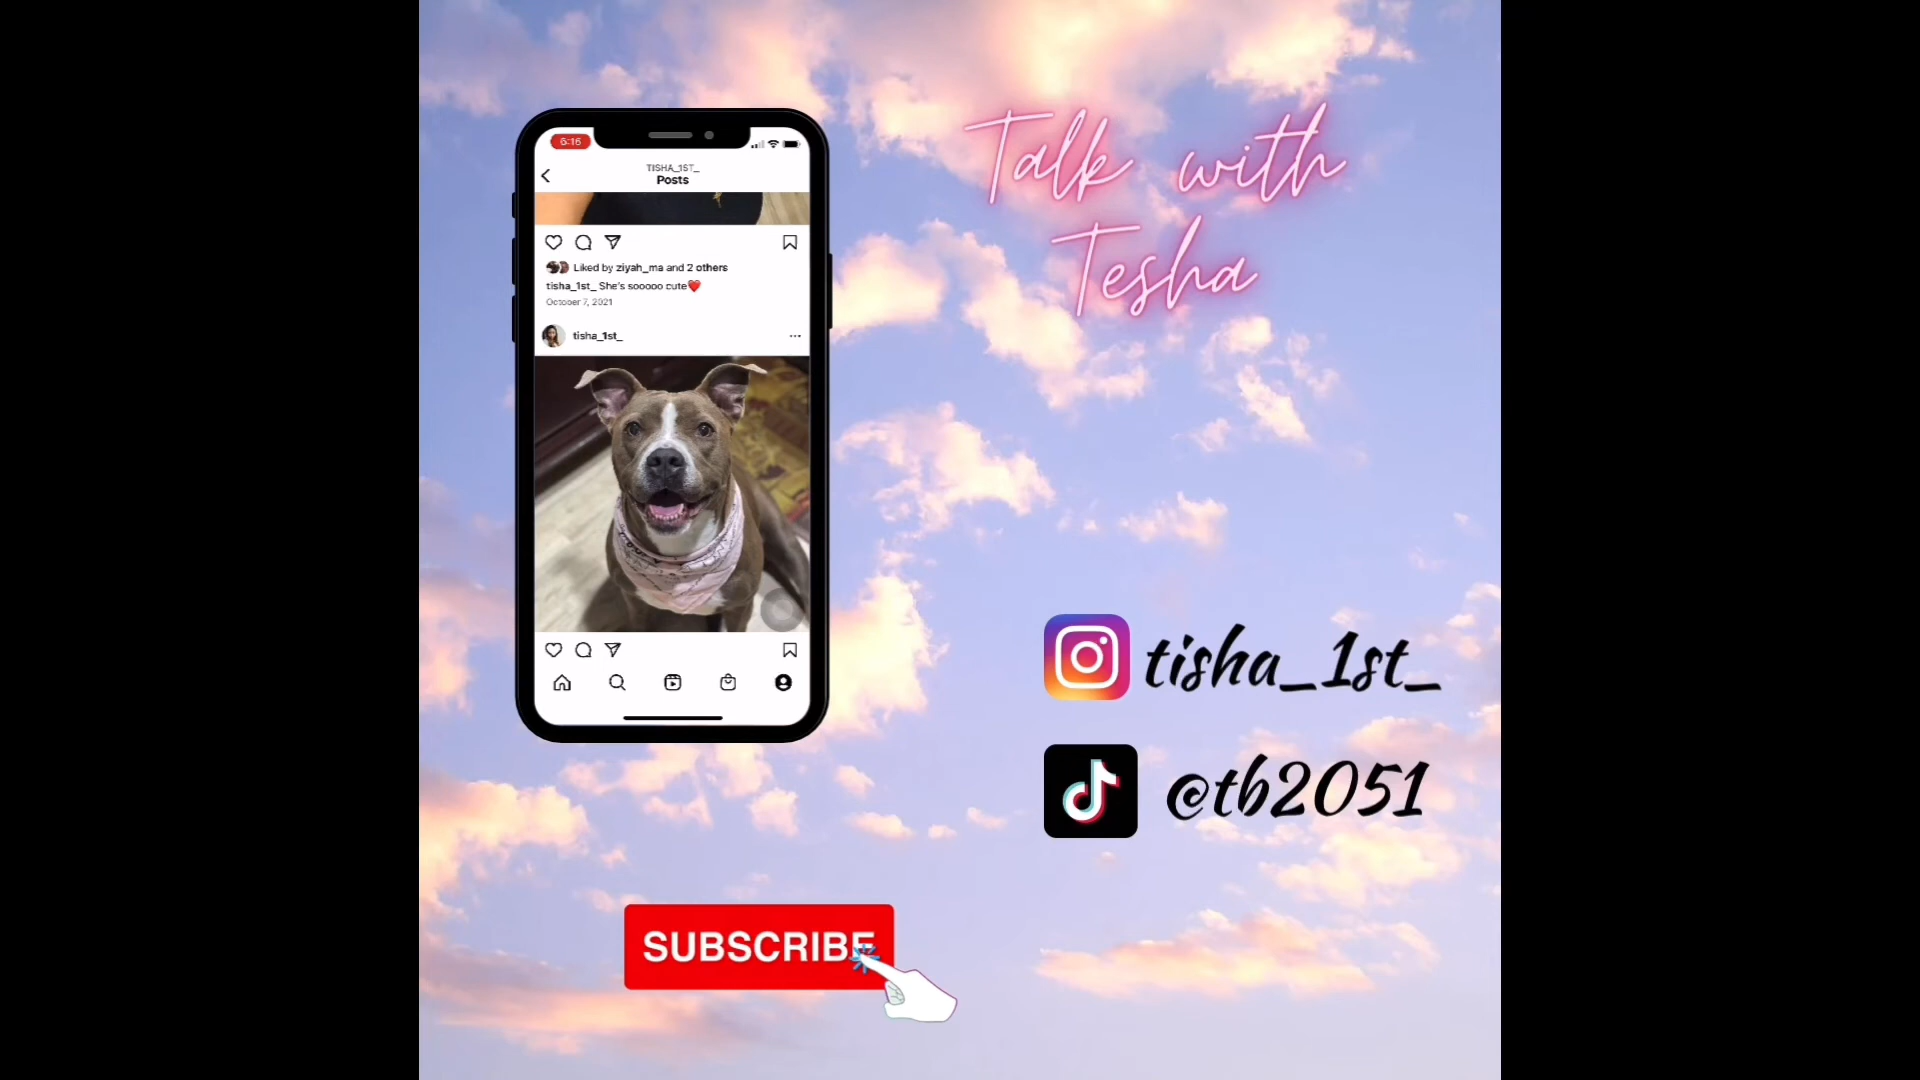 6:15
TISHA_1ST_
Posts
Liked by ziyah_ma and 2 others
tisha_1st_ She's sooooo cute❤️
October 7, 2021
tisha_1st_
Talk with
Tesha
tisha_1st_
@tb2051
SUBSCRIBE